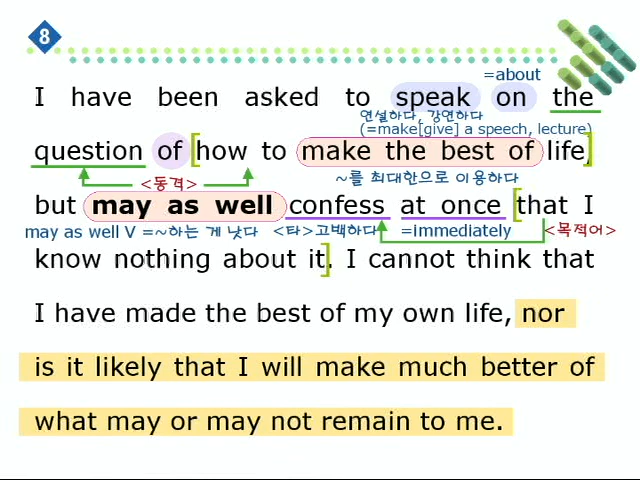 8
=about
I have been asked to speak on the
연설하다, 강연하다
(=make[give] a speech, lecture)
question of [how to make the best of life,]
<동격>
~를 최대한으로 이용하다
but may as well confess at once [that I
may as well V =~하는 게 낫다 <타>고백하다 =immediately <목적어>
know nothing about it]. I cannot think that
I have made the best of my own life, nor
is it likely that I will make much better of
what may or may not remain to me.